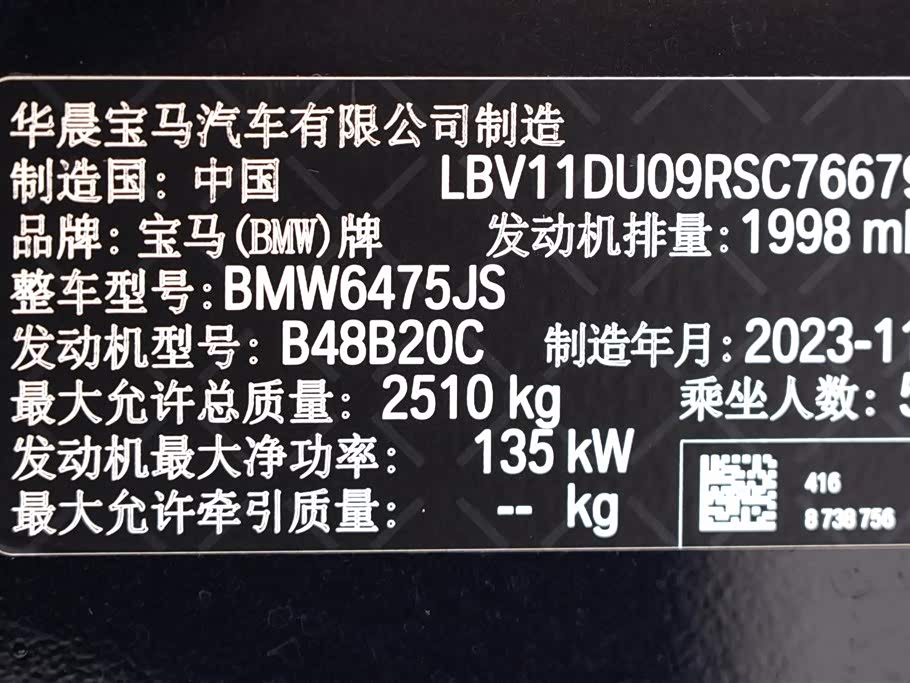 华晨宝马汽车有限公司制造
制造国：中国 LBV11DU09RSC76679
品牌：宝马(BMW)牌 发动机排量：1998 ml
整车型号：BMW6475JS
发动机型号：B48B20C 制造年月：2023-11
最大允许总质量：2510 kg 乘坐人数：5
发动机最大净功率：135 kW
最大允许牵引质量：-- kg
416
8 738 756